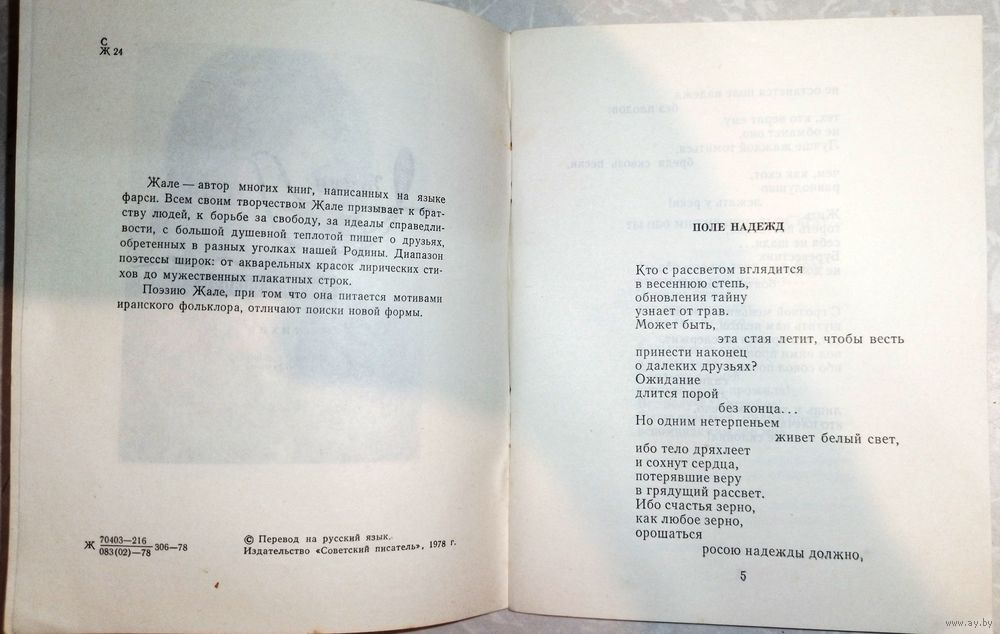 С
Ж 24
Жале — автор многих книг, написанных на языке
фарси. Всем своим творчеством Жале призывает к брат-
ству людей, к борьбе за свободу, за идеалы справедли-
вости, с большой душевной теплотой пишет о друзьях,
обретенных в разных уголках нашей Родины. Диапазон
поэтессы широк: от акварельных красок лирических сти-
хов до мужественных плакатных строк.
Поэзию Жале, при том что она питается мотивами
иранского фольклора, отличают поиски новой формы.
Ж 70403—216
083(02)—78 306—78
© Перевод на русский язык.
Издательство «Советский писатель», 1978 г.
ПОЛЕ НАДЕЖД
Кто с рассветом вглядится
в весеннюю степь,
обновления тайну
узнает от трав.
Может быть,
эта стая летит, чтобы весть
принести наконец
о далеких друзьях?
Ожидание
длится порой
без конца...
Но одним нетерпеньем
живет белый свет,
ибо тело дряхлеет
и сохнут сердца,
потерявшие веру
в грядущий рассвет.
Ибо счастья зерно,
как любое зерно,
орошаться
росою надежды должно,
5
www.ay.by